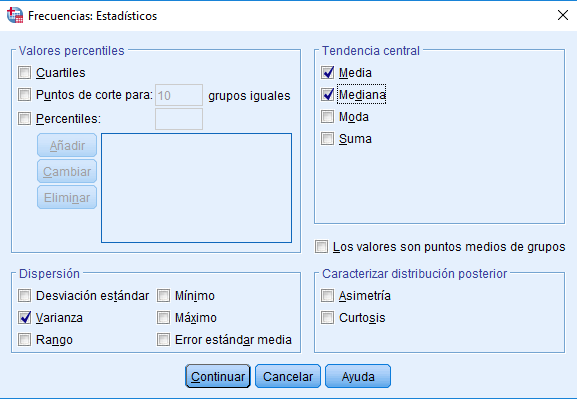 Frecuencias: Estadísticos
Valores percentiles
Cuartiles
Puntos de corte para: 10 grupos iguales
Percentiles:
Añadir
Cambiar
Eliminar
Tendencia central
Media
Mediana
Moda
Suma
Los valores son puntos medios de grupos
Dispersión
Desviación estándar Mínimo
Varianza Máximo
Rango Error estándar media
Caracterizar distribución posterior
Asimetría
Curtosis
Continuar Cancelar Ayuda